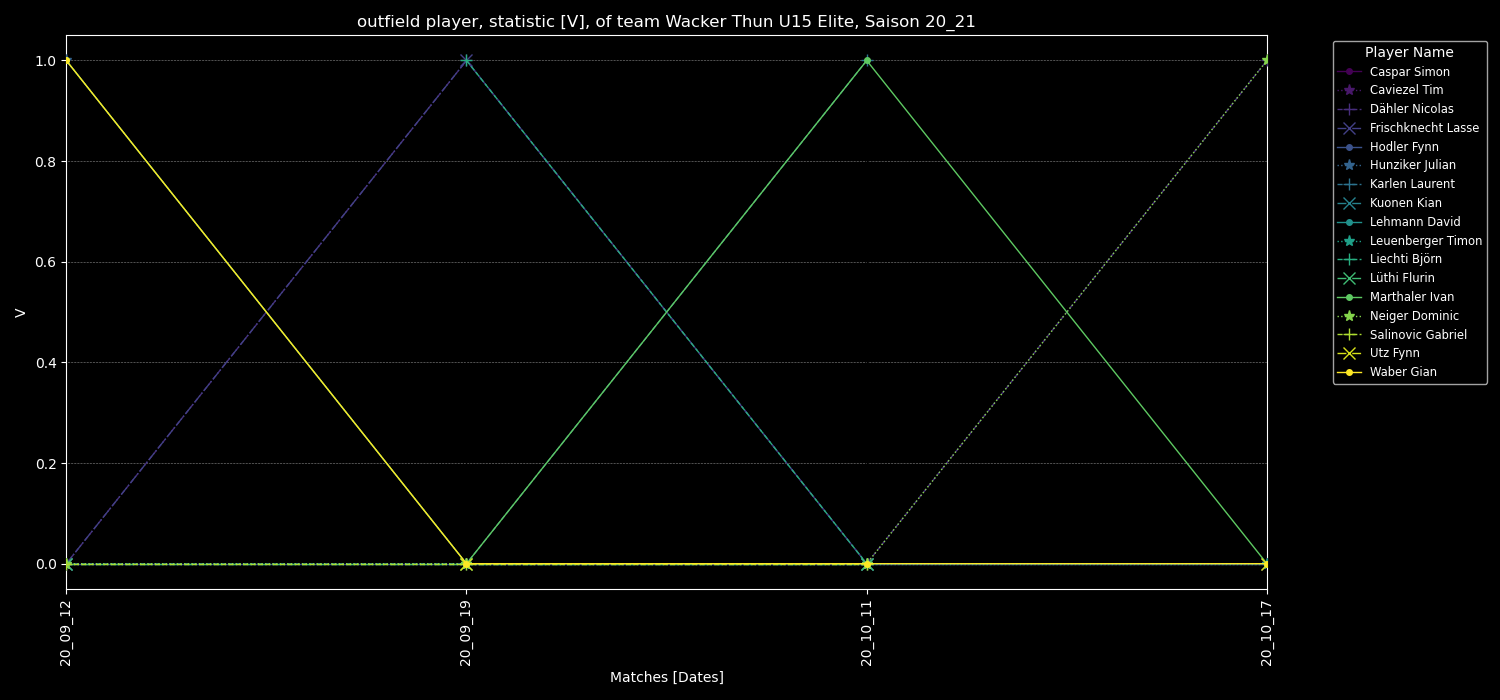 outfield player, statistic [V], of team Wacker Thun U15 Elite, Saison 20_21
Player Name
Caspar Simon
Caviezel Tim
Dähler Nicolas
Frischknecht Lasse
Hodler Fynn
Hunziker Julian
Karlen Laurent
Kuonen Kian
Lehmann David
Leuenberger Timon
Liechti Björn
Lüthi Flurin
Marthaler Ivan
Neiger Dominic
Salinovic Gabriel
Utz Fynn
Waber Gian
1.0
0.8
0.6
0.4
0.2
0.0
V
20_09_12
20_09_19
20_10_11
20_10_17
Matches [Dates]